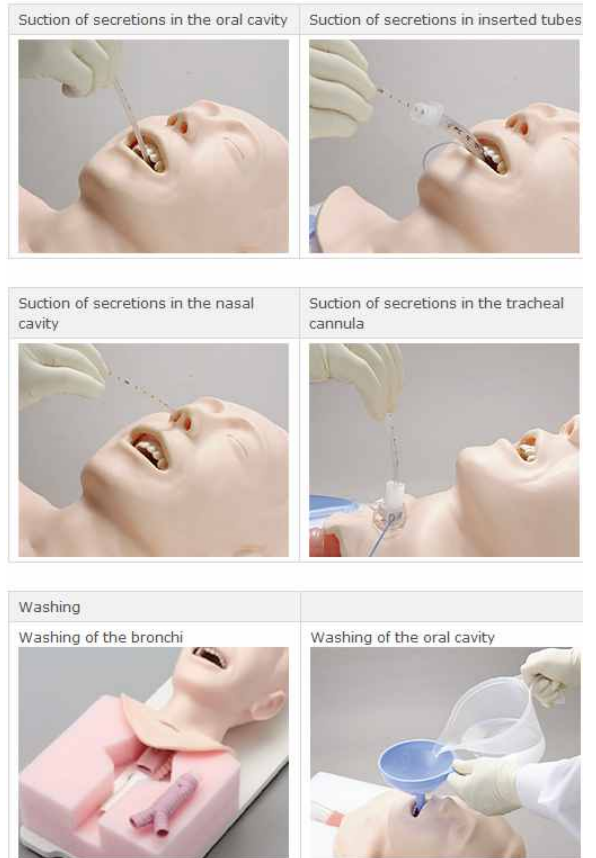 Suction of secretions in the oral cavity
Suction of secretions in inserted tubes
Suction of secretions in the nasal
cavity
Suction of secretions in the tracheal
cannula
Washing
Washing of the bronchi
Washing of the oral cavity